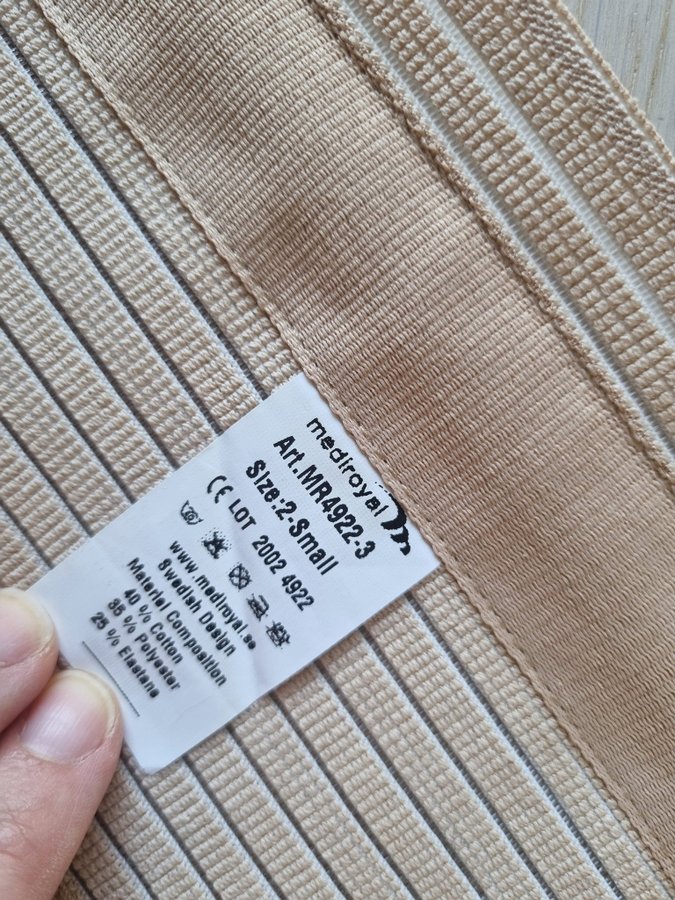 mediroyal
Art.MR4922-3
Size:2-Small
CE LOT 2002 4922
www.mediroyal.se
Swedish Design
Material Composition
40 % Cotton
35 % Polyester
25 % Elastane